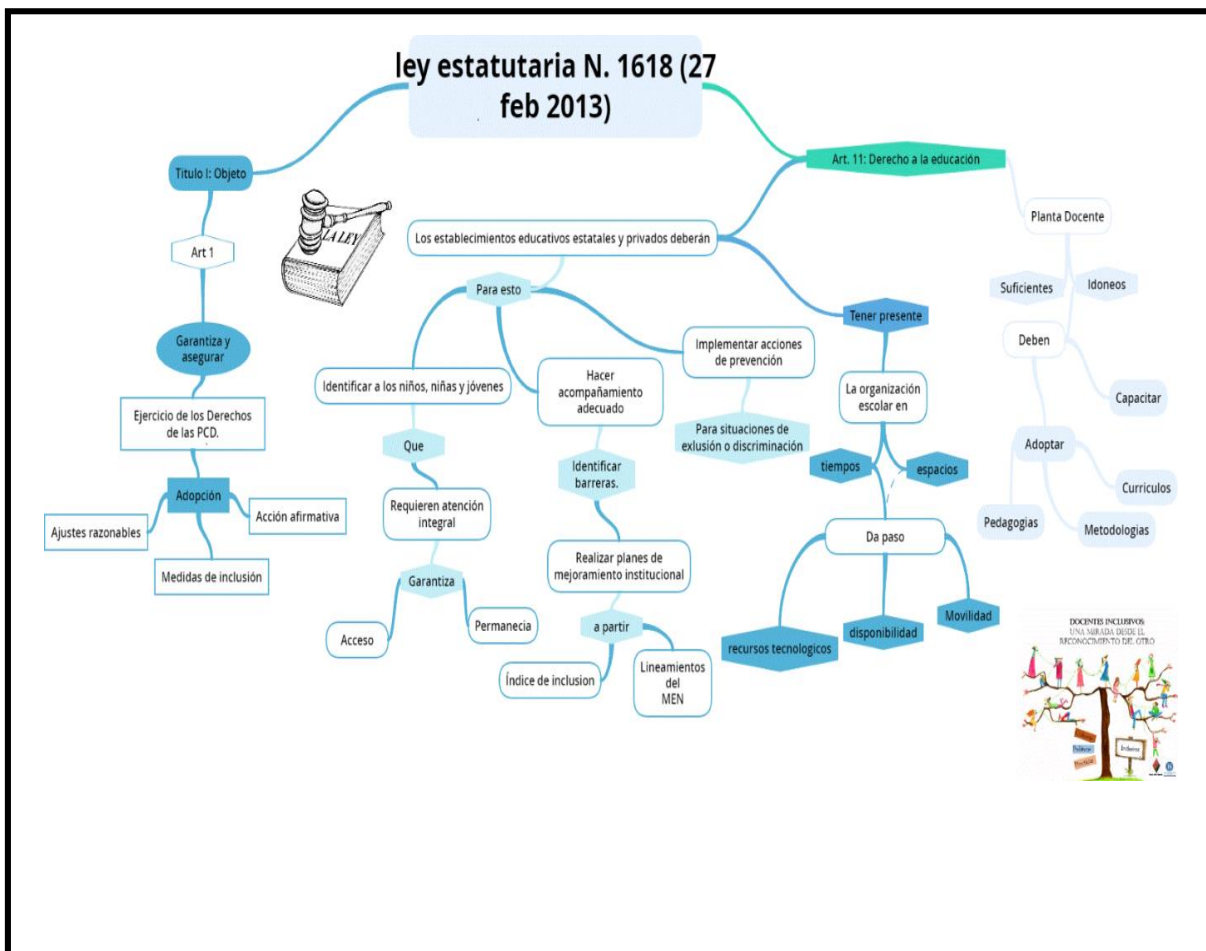 ley estatutaria N. 1618 (27
feb 2013)
Titulo I: Objeto
Art 1
Garantiza y
asegurar
Ejercicio de los Derechos
de las PCD.
Adopción
Ajustes razonables
Acción afirmativa
Medidas de inclusión
LA LEY
Art. 11: Derecho a la educación
Los establecimientos educativos estatales y privados deberán
Para esto
Identificar a los niños, niñas y jóvenes
Que
Requieren atención
integral
Garantiza
Acceso
Permanecia
Hacer
acompañamiento
adecuado
Identificar
barreras.
Realizar planes de
mejoramiento institucional
a partir
Índice de inclusion
Lineamientos
del
MEN
Implementar acciones
de prevención
Para situaciones de
exlusión o discriminación
Tener presente
La organización
escolar en
tiempos
espacios
Da paso
recursos tecnologicos
disponibilidad
Movilidad
Planta Docente
Suficientes
Idoneos
Deben
Capacitar
Adoptar
Pedagogias
Metodologias
Curriculos
DOCENTES INCLUSIVOS:
UNA MIRADA DESDE EL
RECONOCIMIENTO DEL OTRO